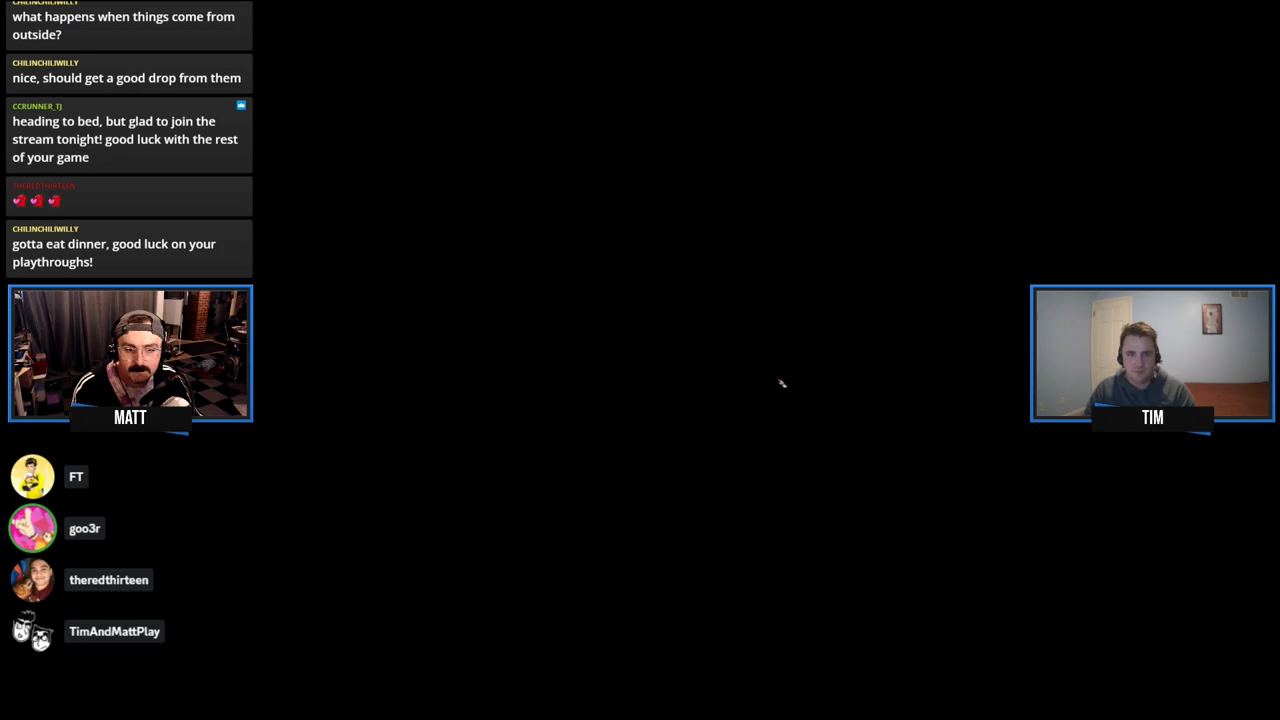 CHILINCHILIWILLY
what happens when things come from
outside?
CHILINCHILIWILLY
nice, should get a good drop from them
CCRUNNER_TJ
heading to bed, but glad to join the
stream tonight! good luck with the rest
of your game
THEREDTHIRTEEN
CHILINCHILIWILLY
gotta eat dinner, good luck on your
playthroughs!
MATT
TIM
FT
goo3r
theredthirteen
TimAndMattPlay